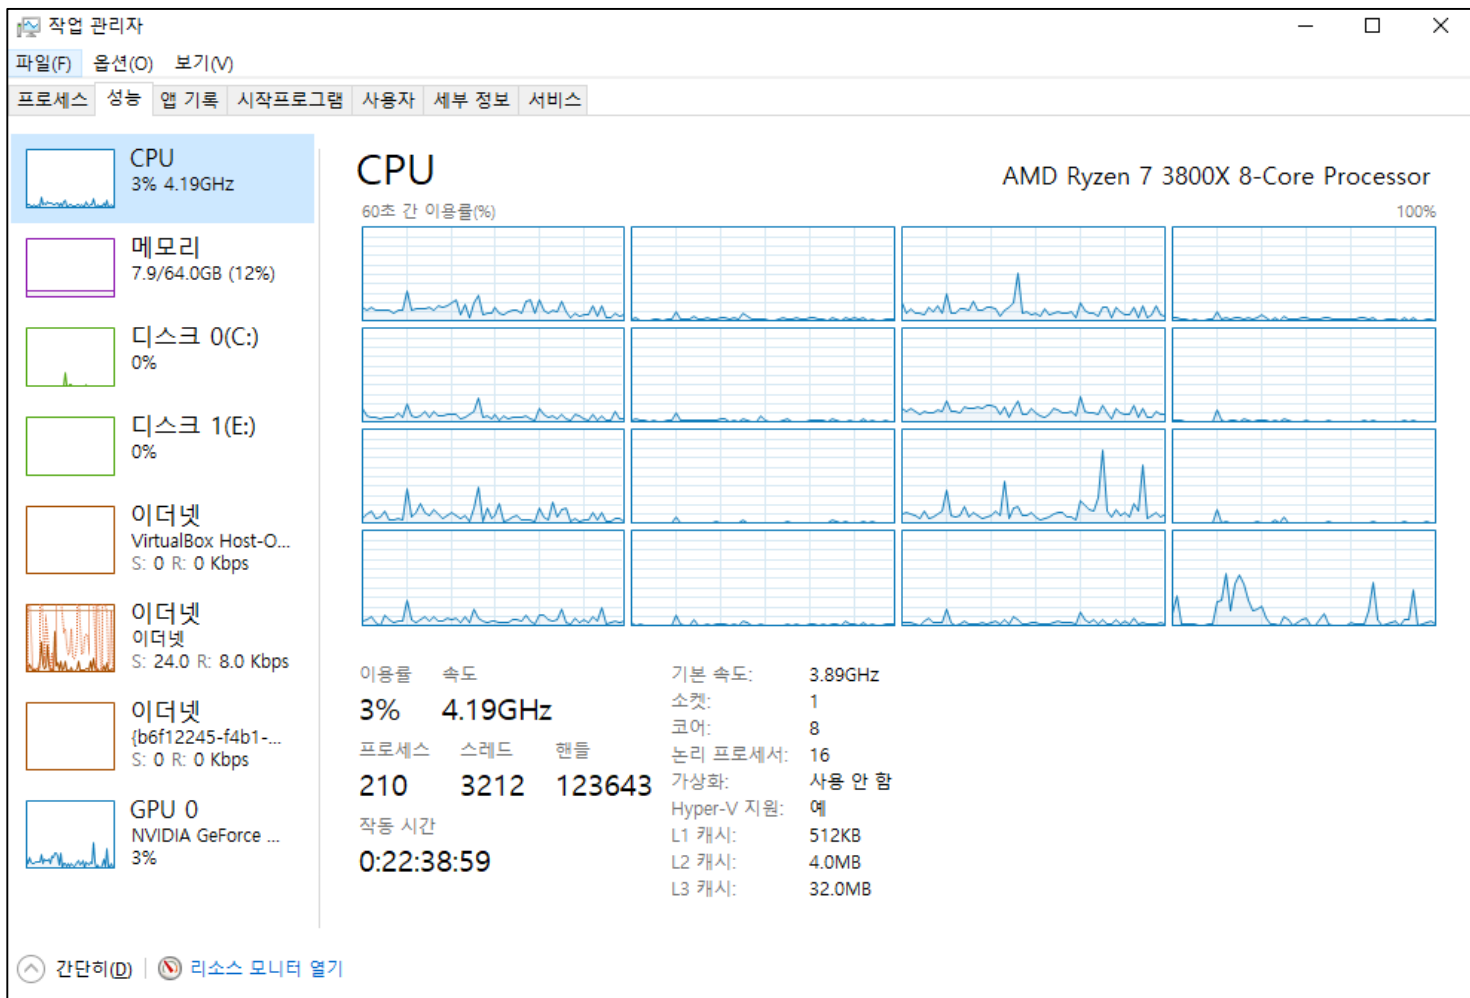 작업 관리자
파일(F) 옵션(O) 보기(V)
프로세스 성능 앱 기록 시작프로그램 사용자 세부 정보 서비스
CPU
3% 4.19GHz
메모리
7.9/64.0GB (12%)
디스크 0(C:)
0%
디스크 1(E:)
0%
이더넷
VirtualBox Host-O...
S: 0 R: 0 Kbps
이더넷
이더넷
S: 24.0 R: 8.0 Kbps
이더넷
{b6f12245-f4b1-...
S: 0 R: 0 Kbps
GPU 0
NVIDIA GeForce ...
3%
CPU
AMD Ryzen 7 3800X 8-Core Processor
60초 간 이용률(%)
100%
이용률 속도
3% 4.19GHz
프로세스 스레드 핸들
210 3212 123643
작동 시간
0:22:38:59
기본 속도: 3.89GHz
소켓: 1
코어: 8
논리 프로세서: 16
가상화: 사용 안 함
Hyper-V 지원: 예
L1 캐시: 512KB
L2 캐시: 4.0MB
L3 캐시: 32.0MB
간단히(D)
리소스 모니터 열기